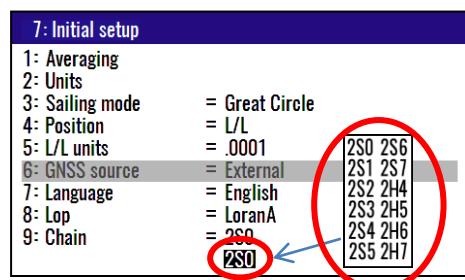 7: Initial setup
1: Averaging
2: Units
3: Sailing mode = Great Circle
4: Position = L/L
5: L/L units = .0001
6: GNSS source = External
7: Language = English
8: Lop = LoranA
9: Chain = 2S0
2S0
2S0 2S6
2S1 2S7
2S2 2H4
2S3 2H5
2S4 2H6
2S5 2H7